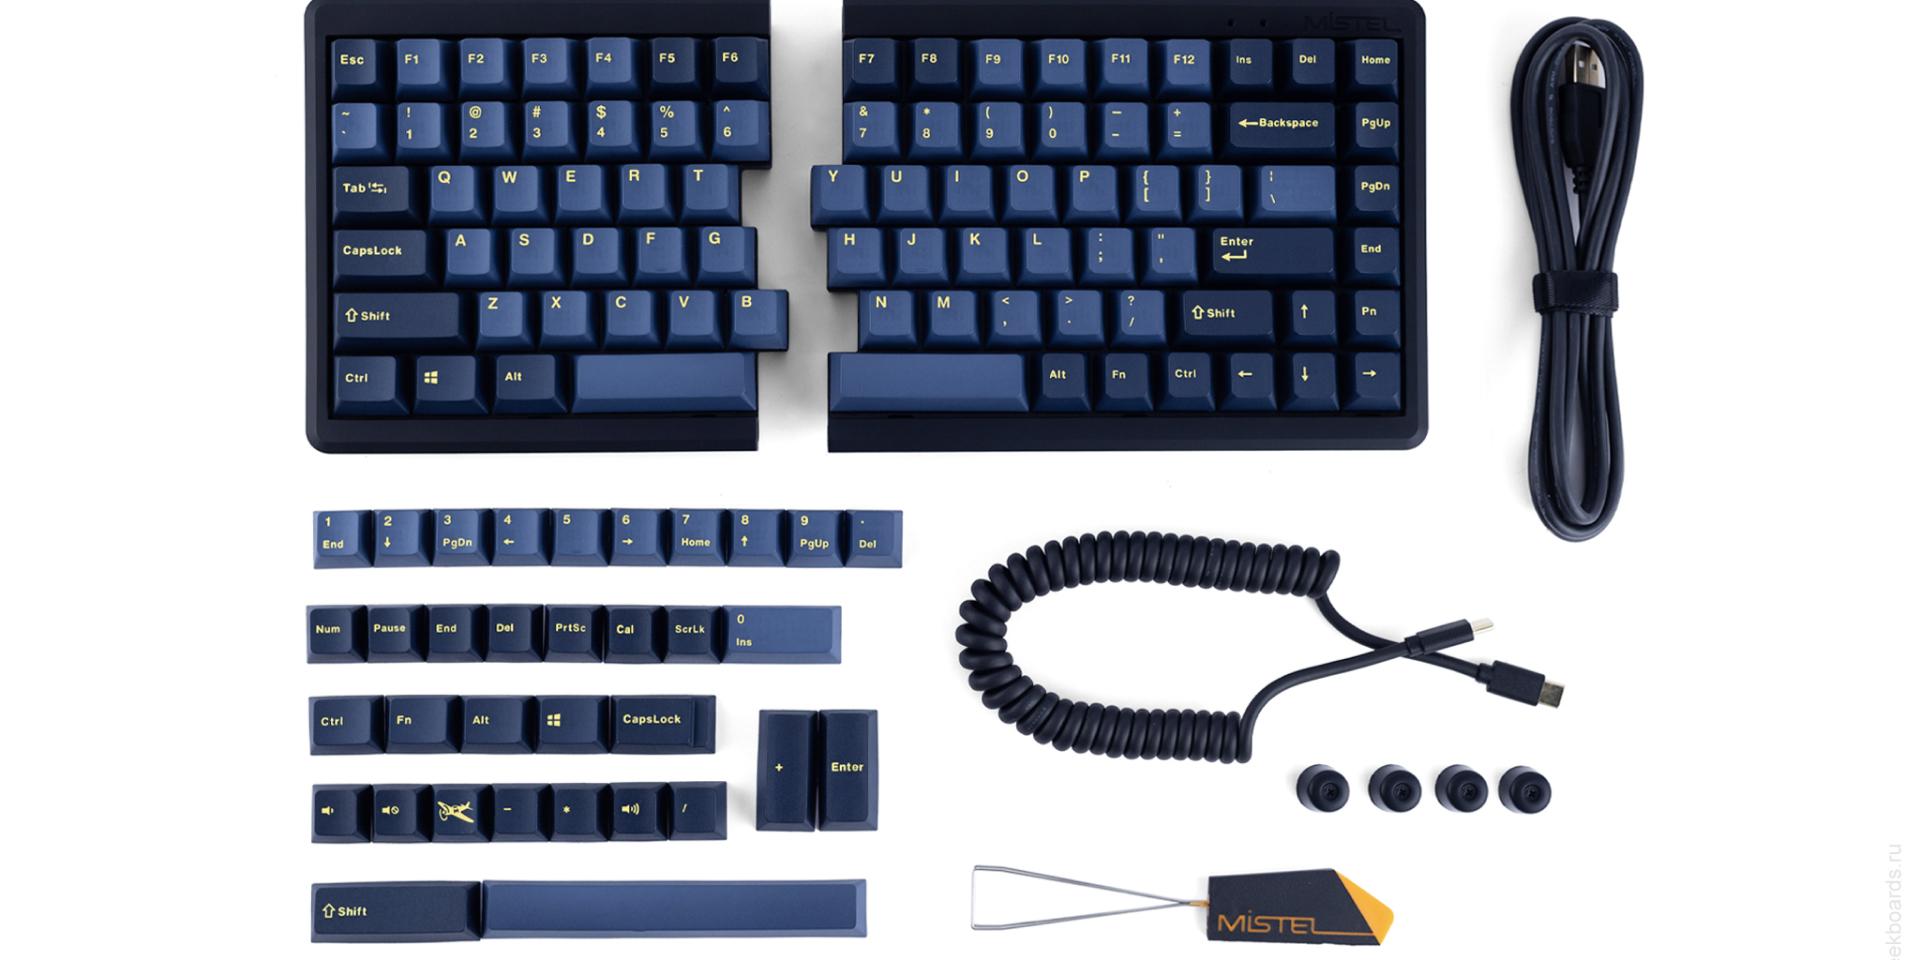 MiSTEL
Esc F1 F2 F3 F4 F5 F6 F7 F8 F9 F10 F11 F12 Ins Del Home
~ ! @ # $ % ^ & * ( ) — +
` 1 2 3 4 5 6 7 8 9 0 - = ←Backspace PgUp
Tab Q W E R T Y U I O P { } ¦
[ ] \ PgDn
CapsLock A S D F G H J K L : " Enter End
; '
⇧Shift Z X C V B N M < > ? ⇧Shift ↑ Pn
, . /
Ctrl Alt Alt Fn Ctrl ← ↓ →
1 2 3 4 5 6 7 8 9 .
End ↓ PgDn ← → Home ↑ PgUp Del
Num Pause End Del PrtSc Cal ScrLk 0
Ins
Ctrl Fn Alt CapsLock
+ Enter
- * /
⇧Shift
MiSTEL
ekboards.ru